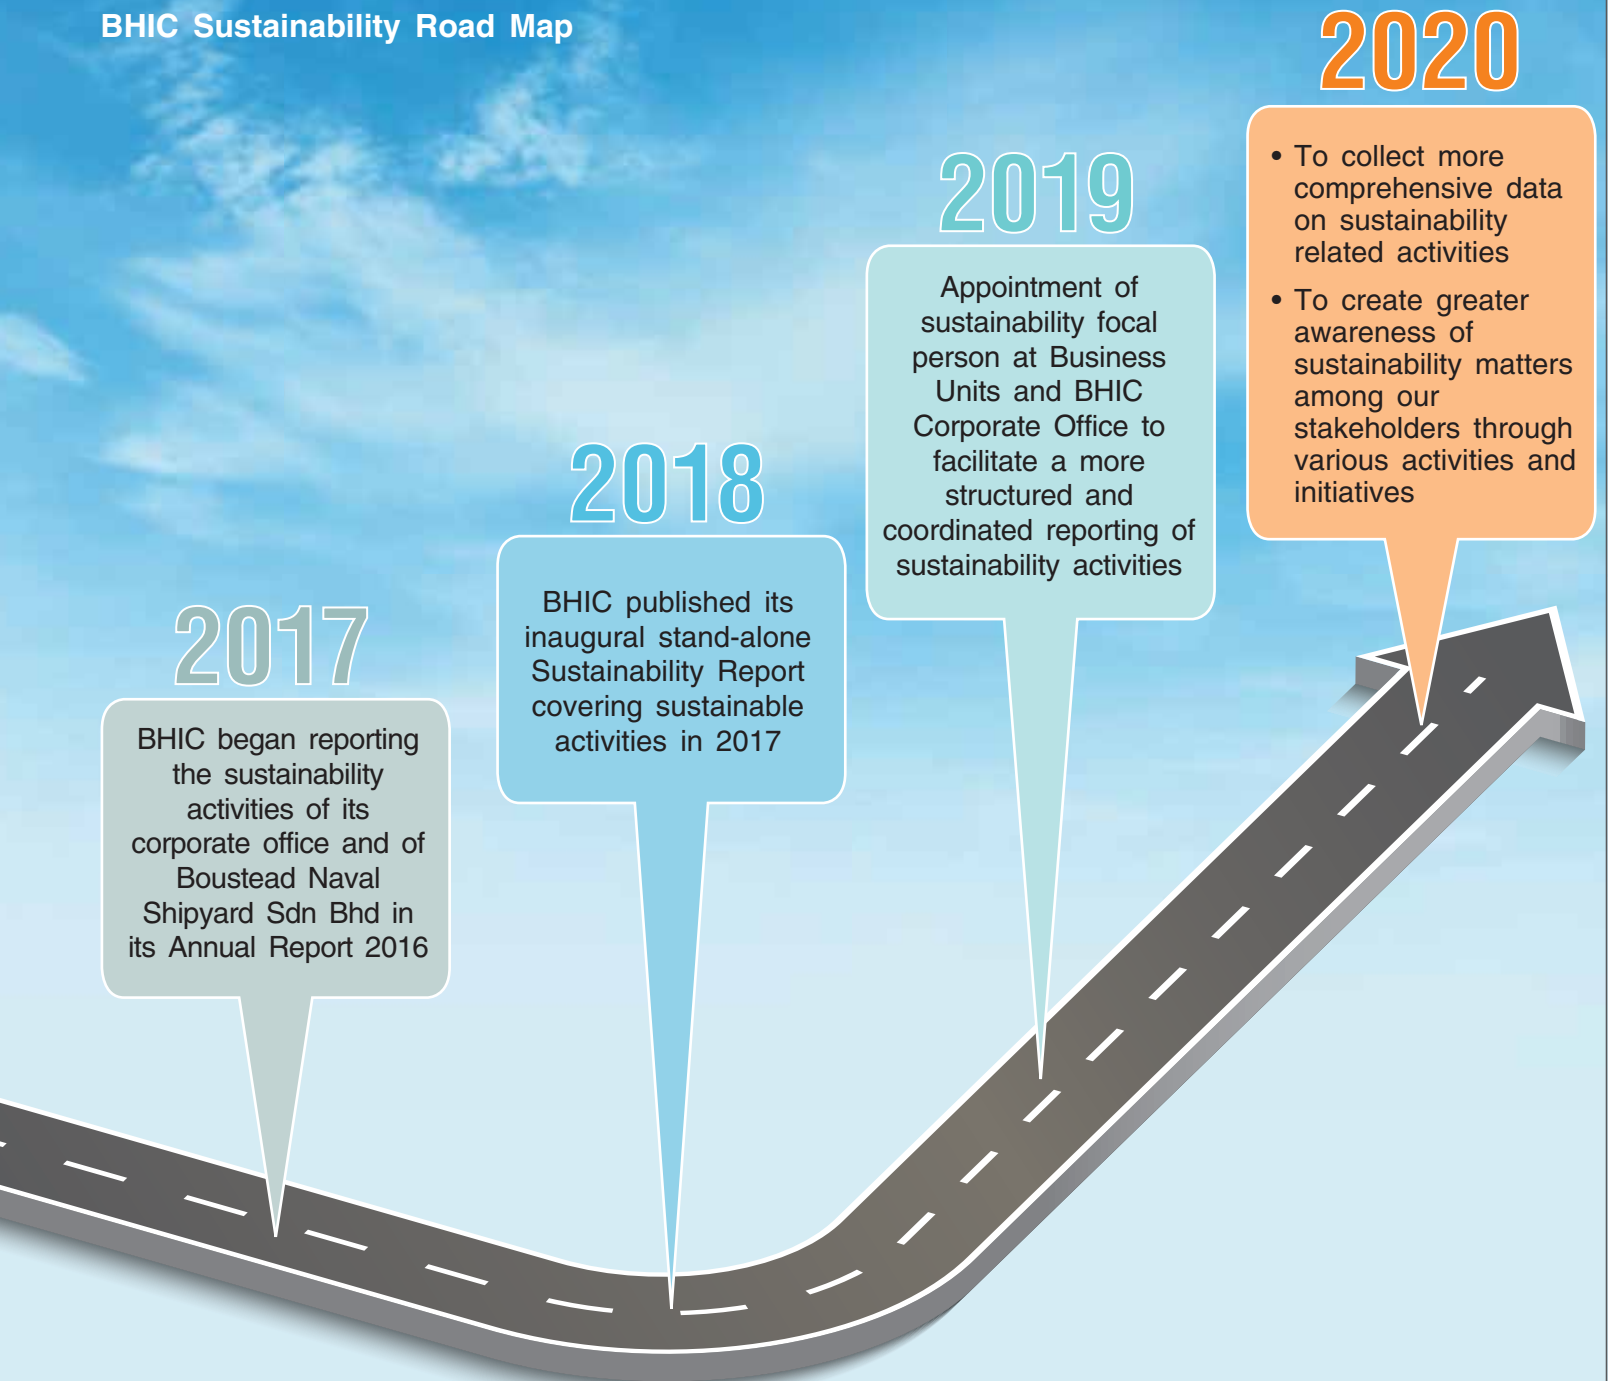 BHIC Sustainability Road Map
2017
BHIC began reporting
the sustainability
activities of its
corporate office and of
Boustead Naval
Shipyard Sdn Bhd in
its Annual Report 2016
2018
BHIC published its
inaugural stand-alone
Sustainability Report
covering sustainable
activities in 2017
2019
Appointment of
sustainability focal
person at Business
Units and BHIC
Corporate Office to
facilitate a more
structured and
coordinated reporting of
sustainability activities
2020
• To collect more
comprehensive data
on sustainability
related activities
• To create greater
awareness of
sustainability matters
among our
stakeholders through
various activities and
initiatives